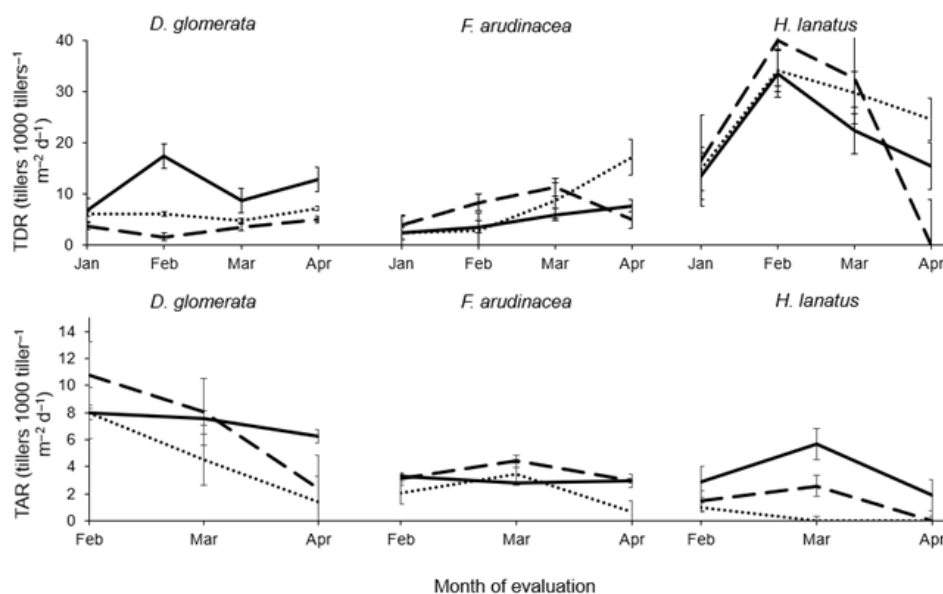 D. glomerata F. arudinacea H. lanatus
TDR (tillers 1000 tillers⁻¹
m⁻² d⁻¹)
40
30
20
10
0
Jan Feb Mar Apr Jan Feb Mar Apr Jan Feb Mar Apr
D. glomerata F. arudinacea H. lanatus
TAR (tillers 1000 tiller⁻¹
m⁻² d⁻¹)
14
12
10
8
6
4
2
0
Feb Mar Apr Feb Mar Apr Feb Mar Apr
Month of evaluation